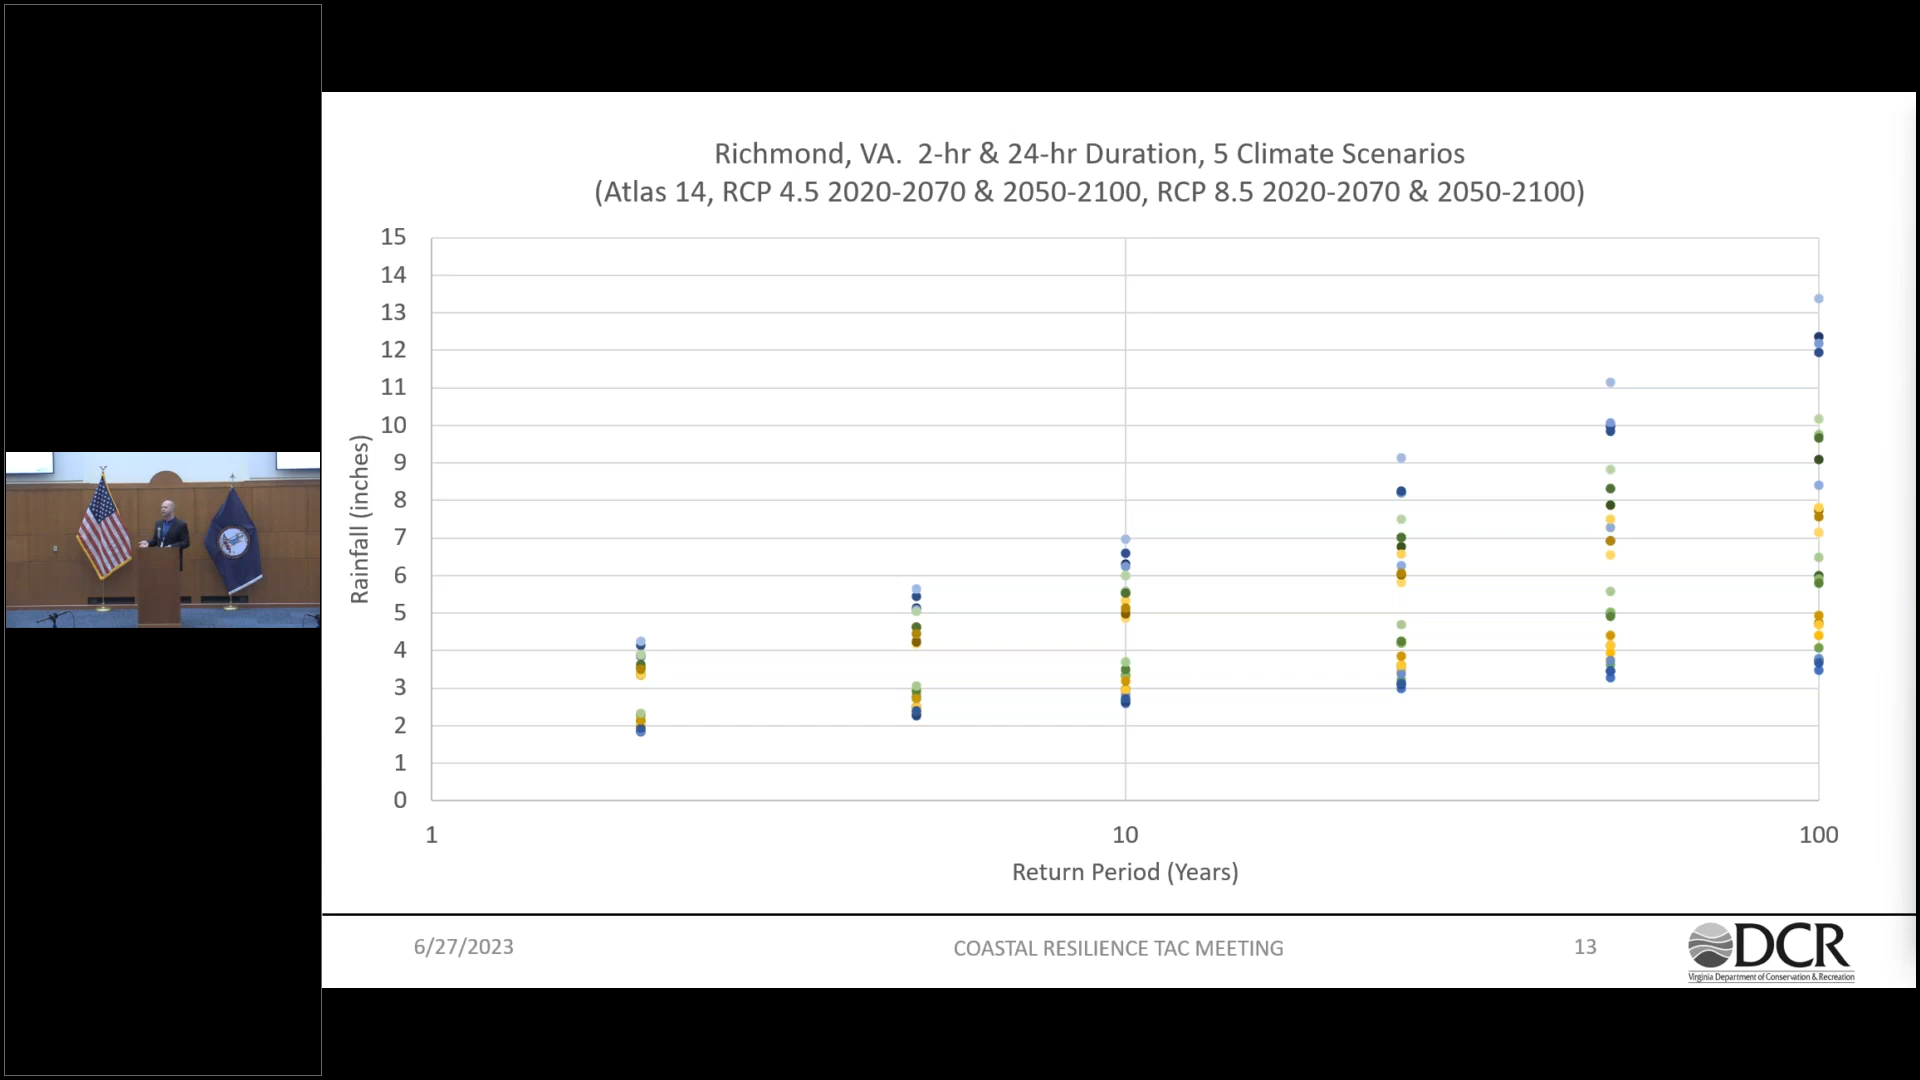 Richmond, VA.  2-hr & 24-hr Duration, 5 Climate Scenarios
(Atlas 14, RCP 4.5 2020-2070 & 2050-2100, RCP 8.5 2020-2070 & 2050-2100)
15
14
13
12
11
10
9
8
7
6
5
4
3
2
1
0
Rainfall (inches)
1 10 100
Return Period (Years)
6/27/2023 COASTAL RESILIENCE TAC MEETING 13
DCR
Virginia Department of Conservation & Recreation